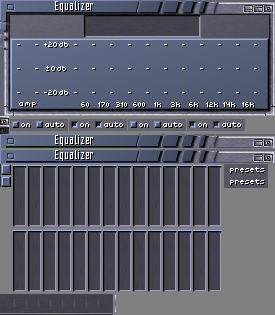 Equalizer
+20db
±0db
-20db
amp 60 170 310 600 1k 3k 6k 12k 14k 16k
on auto on auto on auto on auto
Equalizer
Equalizer
presets
presets